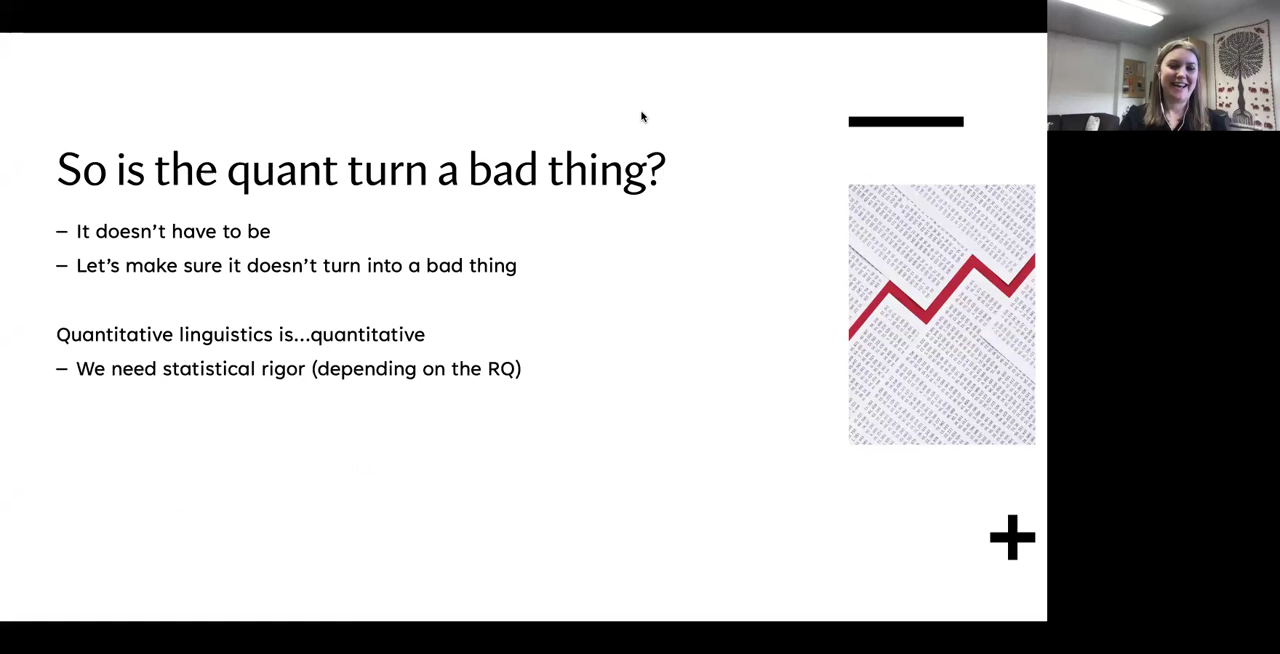 So is the quant turn a bad thing?
– It doesn't have to be
– Let's make sure it doesn't turn into a bad thing
Quantitative linguistics is...quantitative
– We need statistical rigor (depending on the RQ)